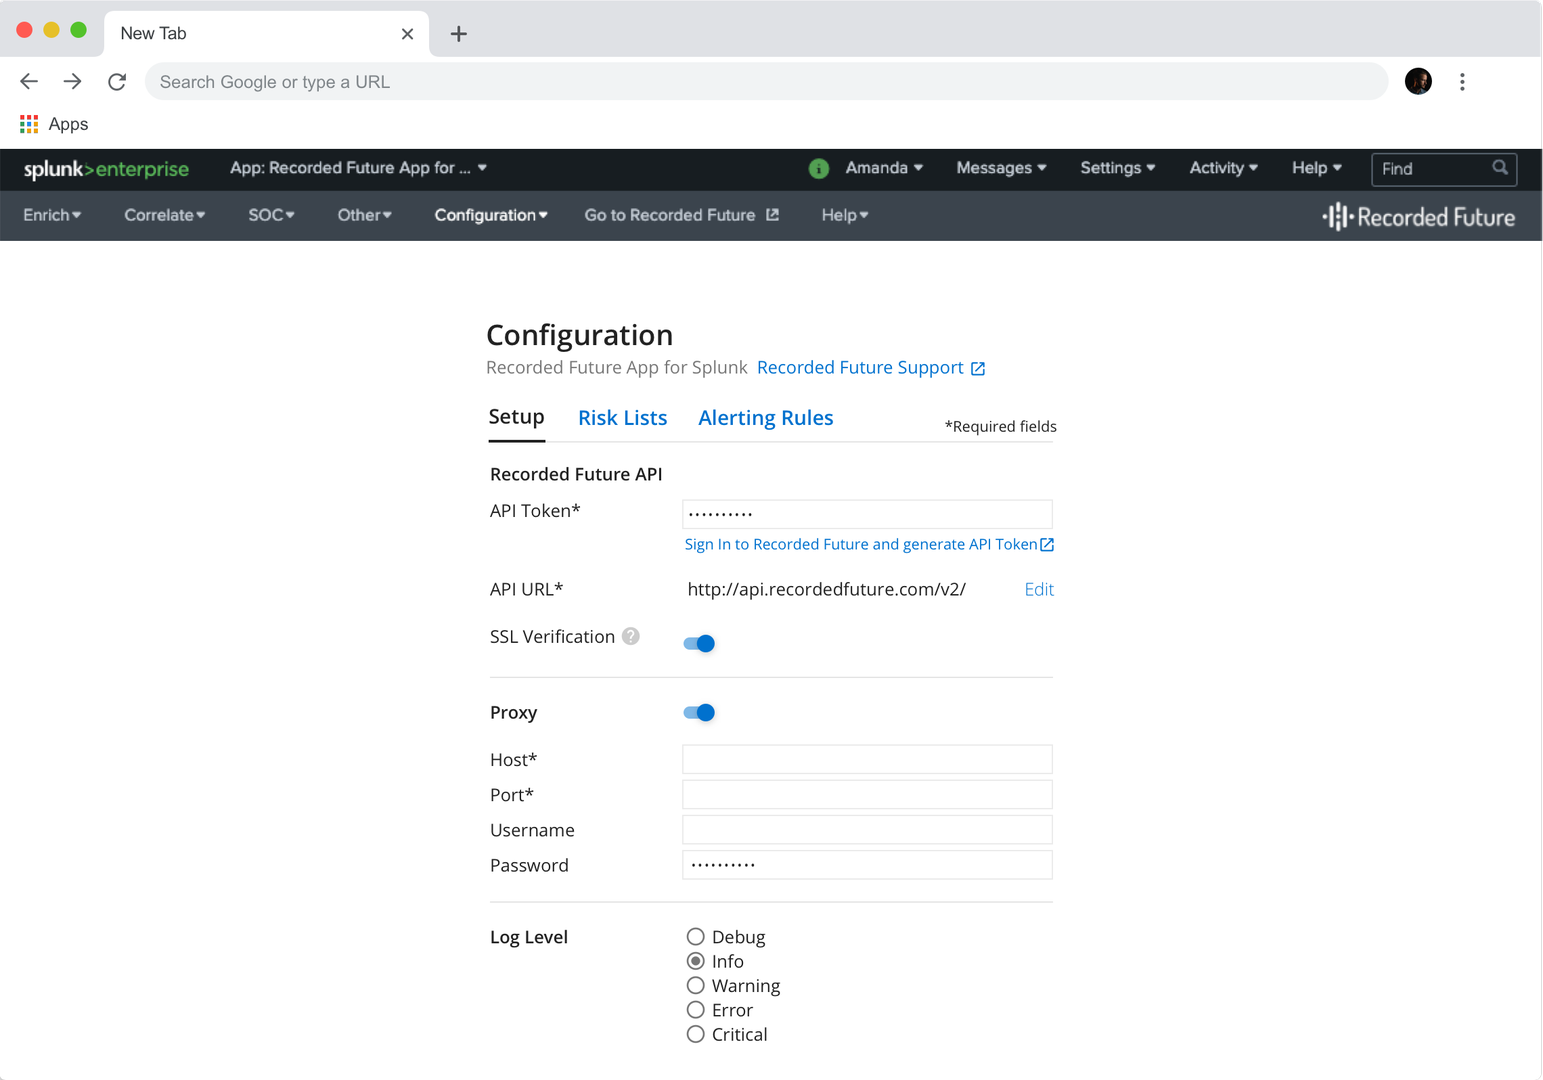 New Tab
Search Google or type a URL
Apps
splunk>enterprise App: Recorded Future App for ... i Amanda Messages Settings Activity Help Find
Enrich Correlate SOC Other Configuration Go to Recorded Future Help Recorded Future
Configuration
Recorded Future App for Splunk Recorded Future Support
Setup Risk Lists Alerting Rules *Required fields
Recorded Future API
API Token* ··········
Sign In to Recorded Future and generate API Token
API URL* http://api.recordedfuture.com/v2/ Edit
SSL Verification ?
Proxy
Host*
Port*
Username
Password ··········
Log Level Debug
Info
Warning
Error
Critical